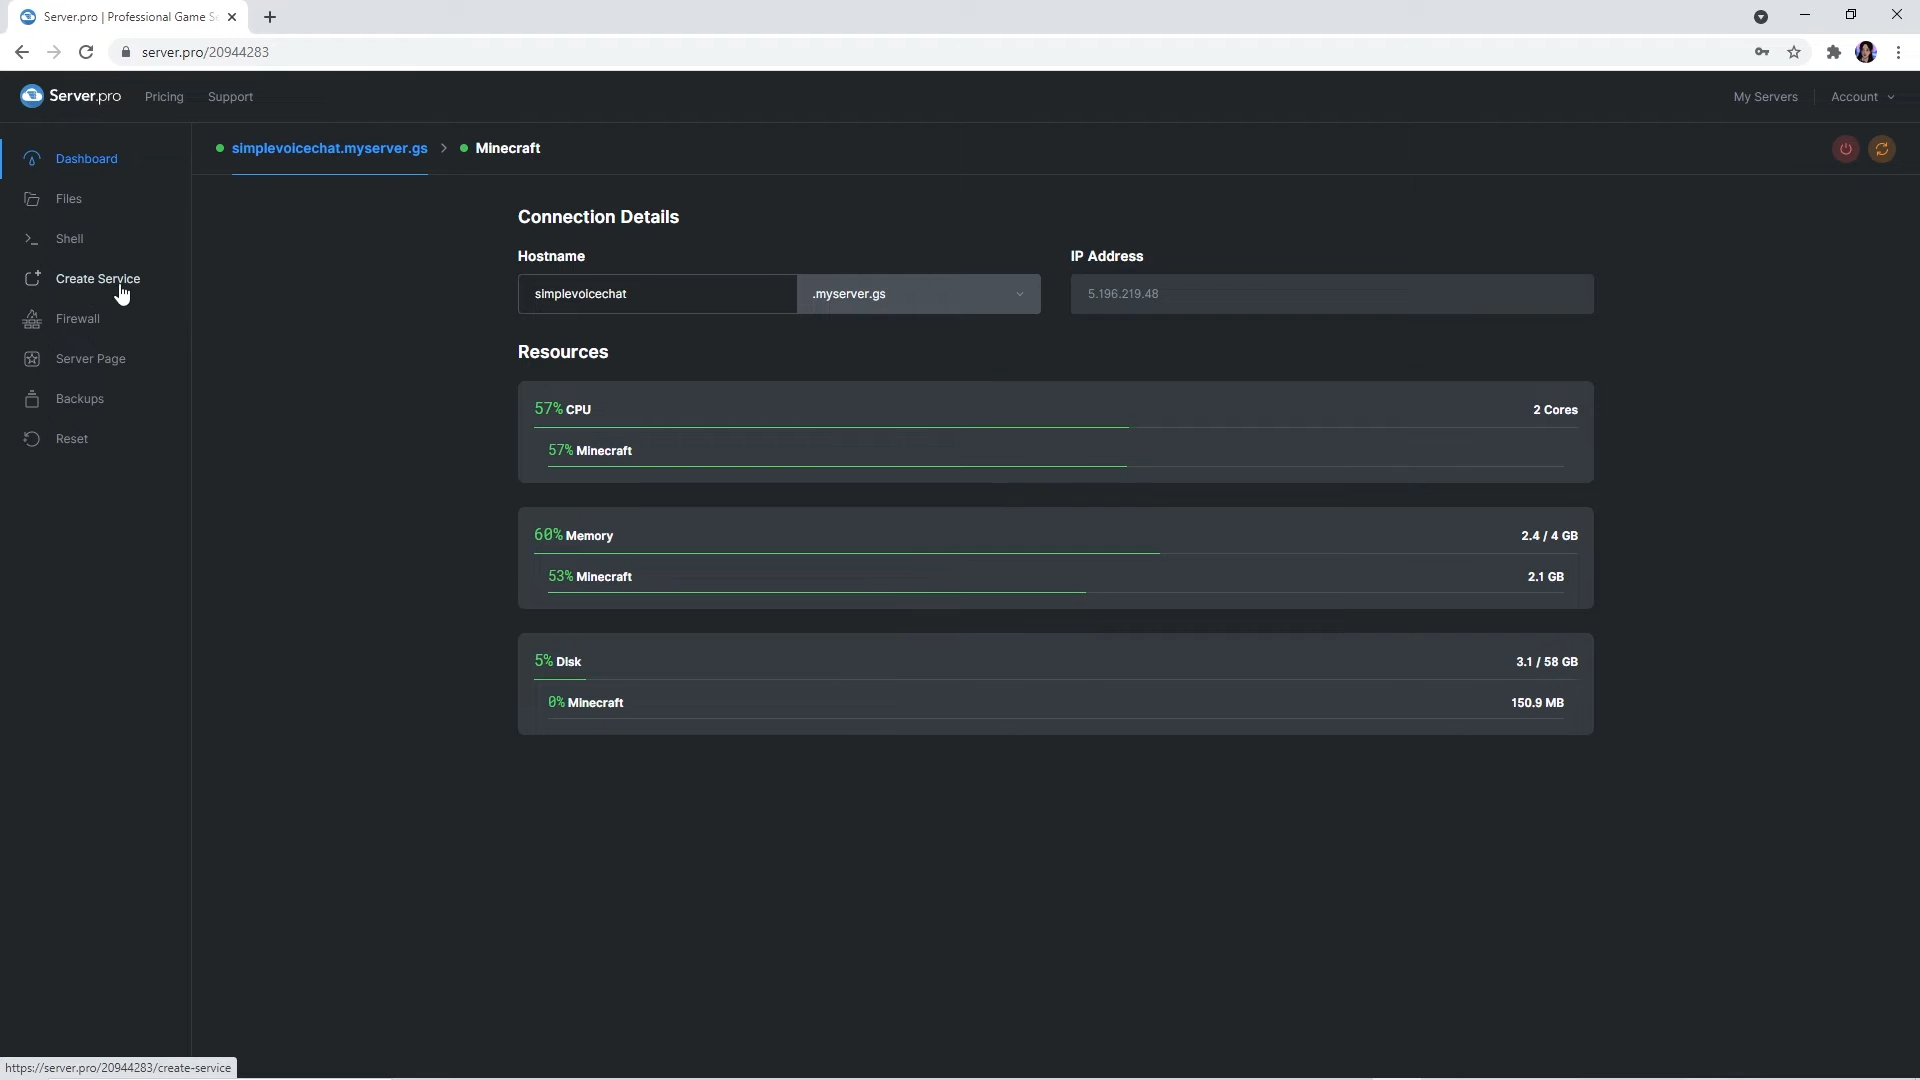 Server.pro | Professional Game Se
server.pro/20944283
Server.pro
Pricing
Support
My Servers
Account
Dashboard
Files
Shell
Create Service
Firewall
Server Page
Backups
Reset
simplevoicechat.myserver.gs
Minecraft
Connection Details
Hostname
IP Address
simplevoicechat
.myserver.gs
5.196.219.48
Resources
57% CPU
2 Cores
57% Minecraft
60% Memory
2.4 / 4 GB
53% Minecraft
2.1 GB
5% Disk
3.1 / 58 GB
0% Minecraft
150.9 MB
https://server.pro/20944283/create-service